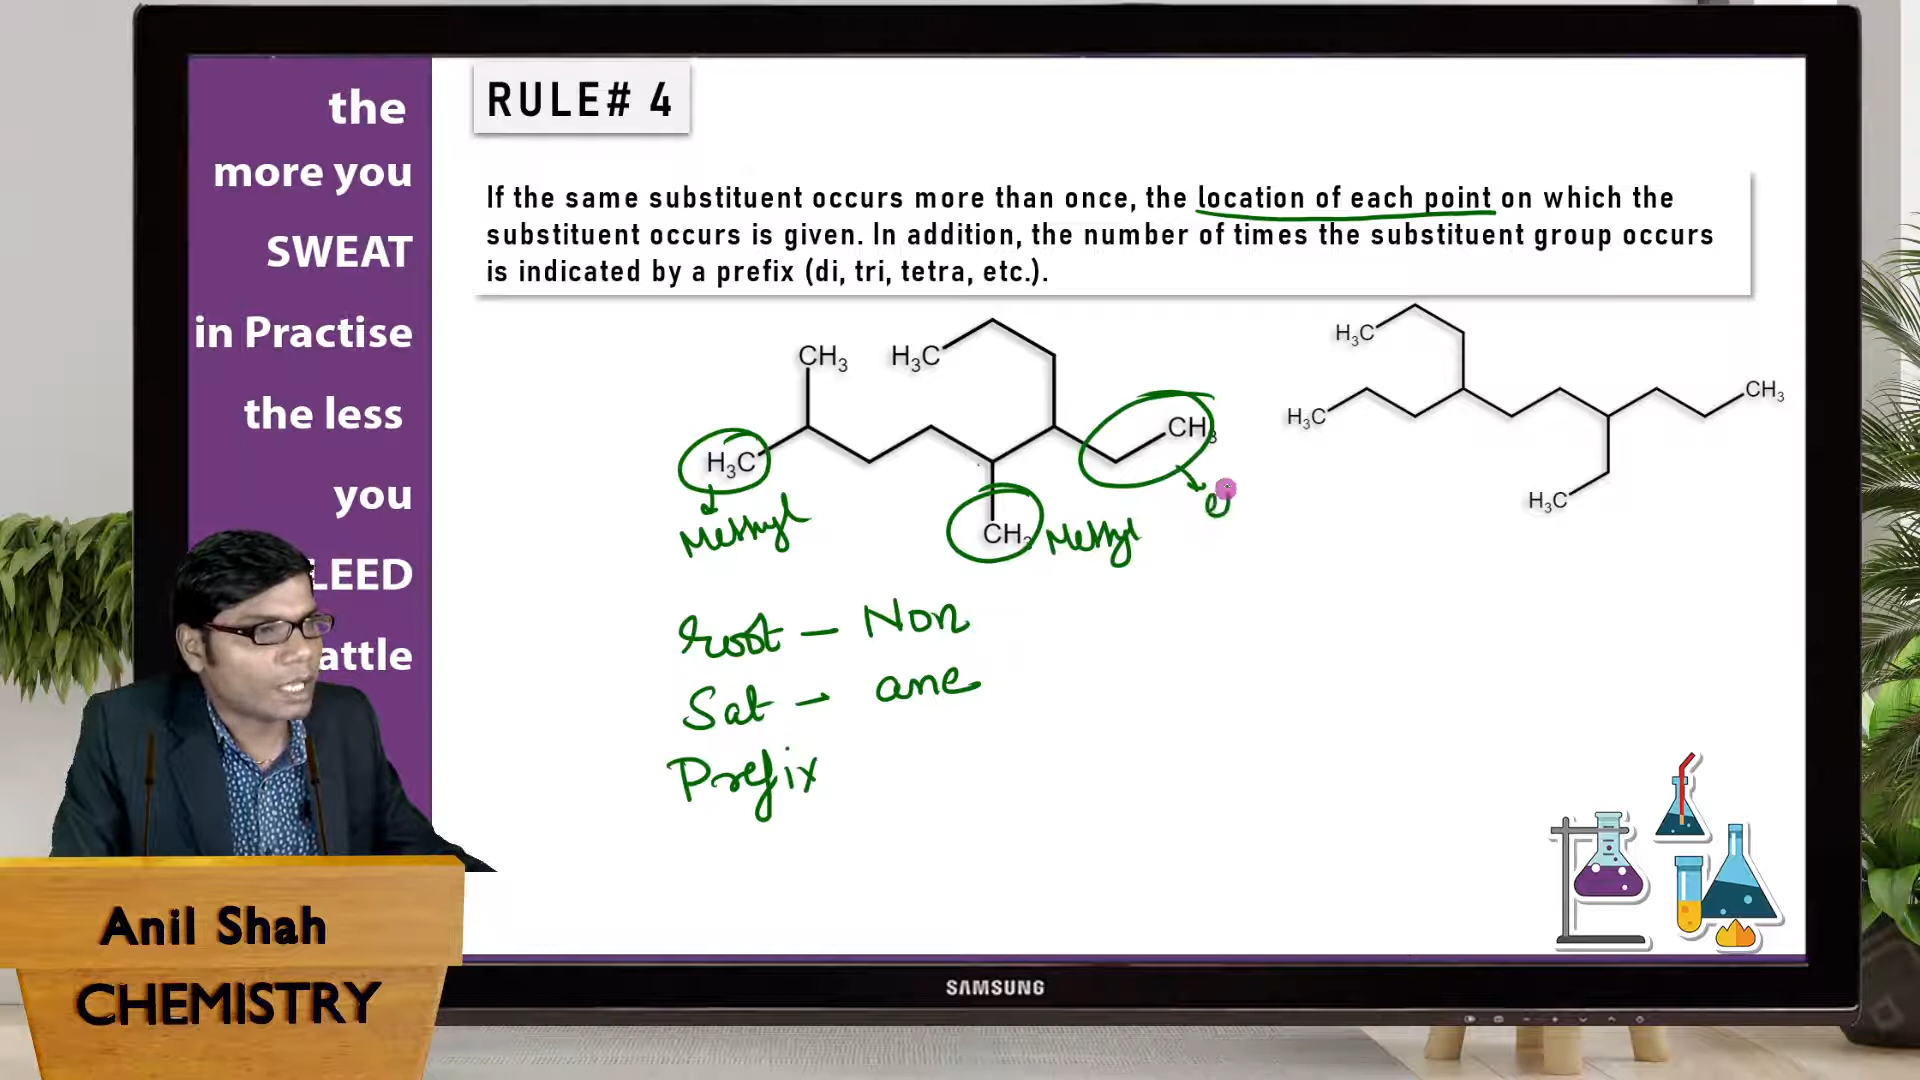 the
more you
SWEAT
in Practise
the less
you
LEED
attle
RULE# 4
If the same substituent occurs more than once, the location of each point on which the
substituent occurs is given. In addition, the number of times the substituent group occurs
is indicated by a prefix (di, tri, tetra, etc.).
CH3
H3C
H3C
CH3
CH3
Methyl
Methyl
e
H3C
H3C
CH3
H3C
root – Non
Sat – ane
Prefix
Anil Shah
CHEMISTRY
SAMSUNG